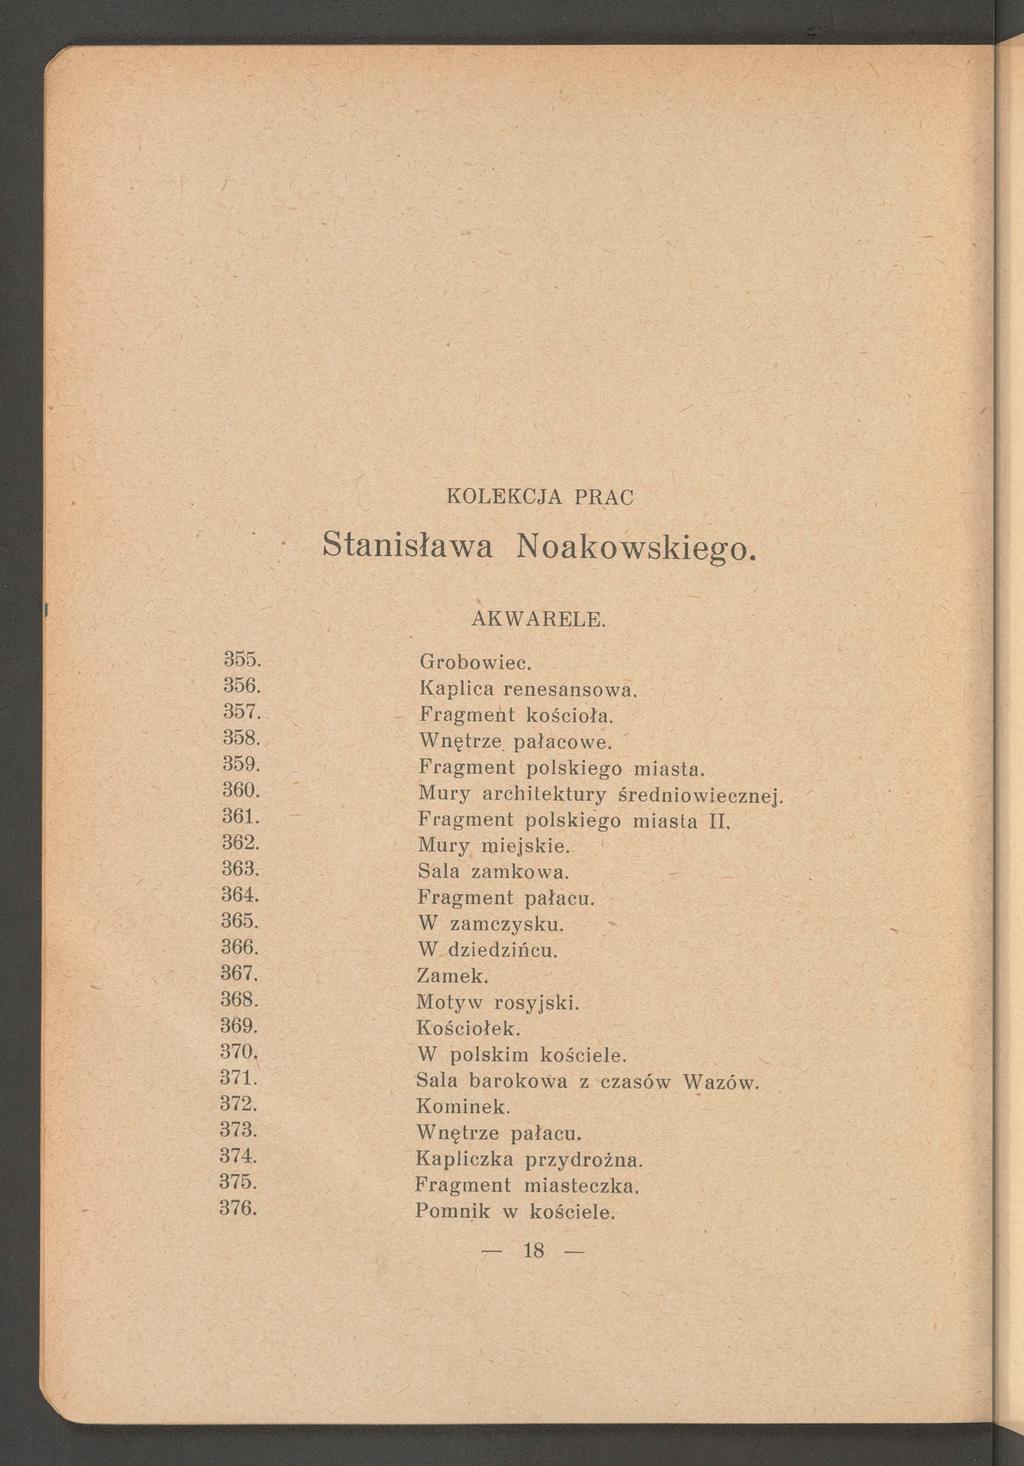 KOLEKCJA PRAC
Stanisława Noakowskiego.
AKWARELE.
355. Grobowiec.
356. Kaplica renesansowa.
357. Fragment kościoła.
358. Wnętrze pałacowe.
359. Fragment polskiego miasta.
360. Mury architektury średniowiecznej.
361. Fragment polskiego miasta II.
362. Mury miejskie.
363. Sala zamkowa.
364. Fragment pałacu.
365. W zamczysku.
366. W dziedzińcu.
367. Zamek.
368. Motyw rosyjski.
369. Kościołek.
370. W polskim kościele.
371. Sala barokowa z czasów Wazów.
372. Kominek.
373. Wnętrze pałacu.
374. Kapliczka przydrożna.
375. Fragment miasteczka.
376. Pomnik w kościele.
— 18 —